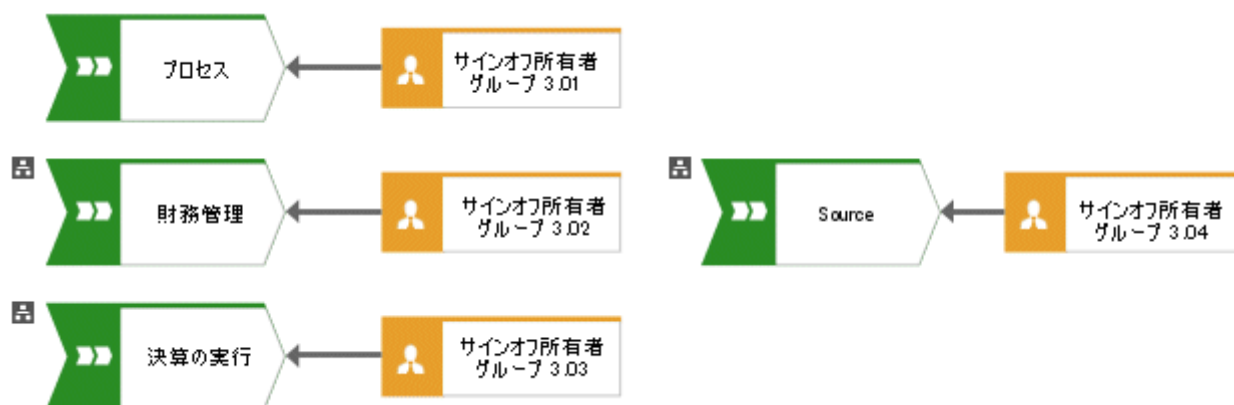 プロセス
サインオフ所有者
グループ 3.01
財務管理
サインオフ所有者
グループ 3.02
Source
サインオフ所有者
グループ 3.04
決算の実行
サインオフ所有者
グループ 3.03